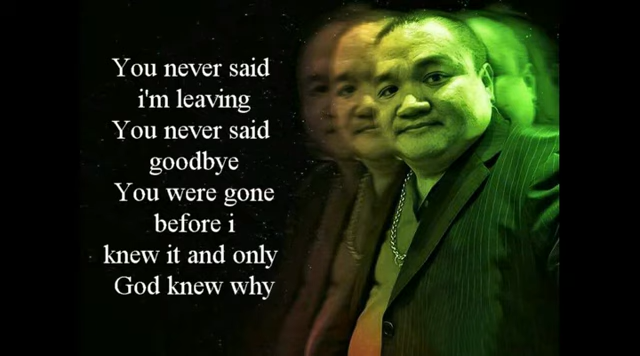 You never said
i'm leaving
You never said
goodbye
You were gone
before i
knew it and only
God knew why